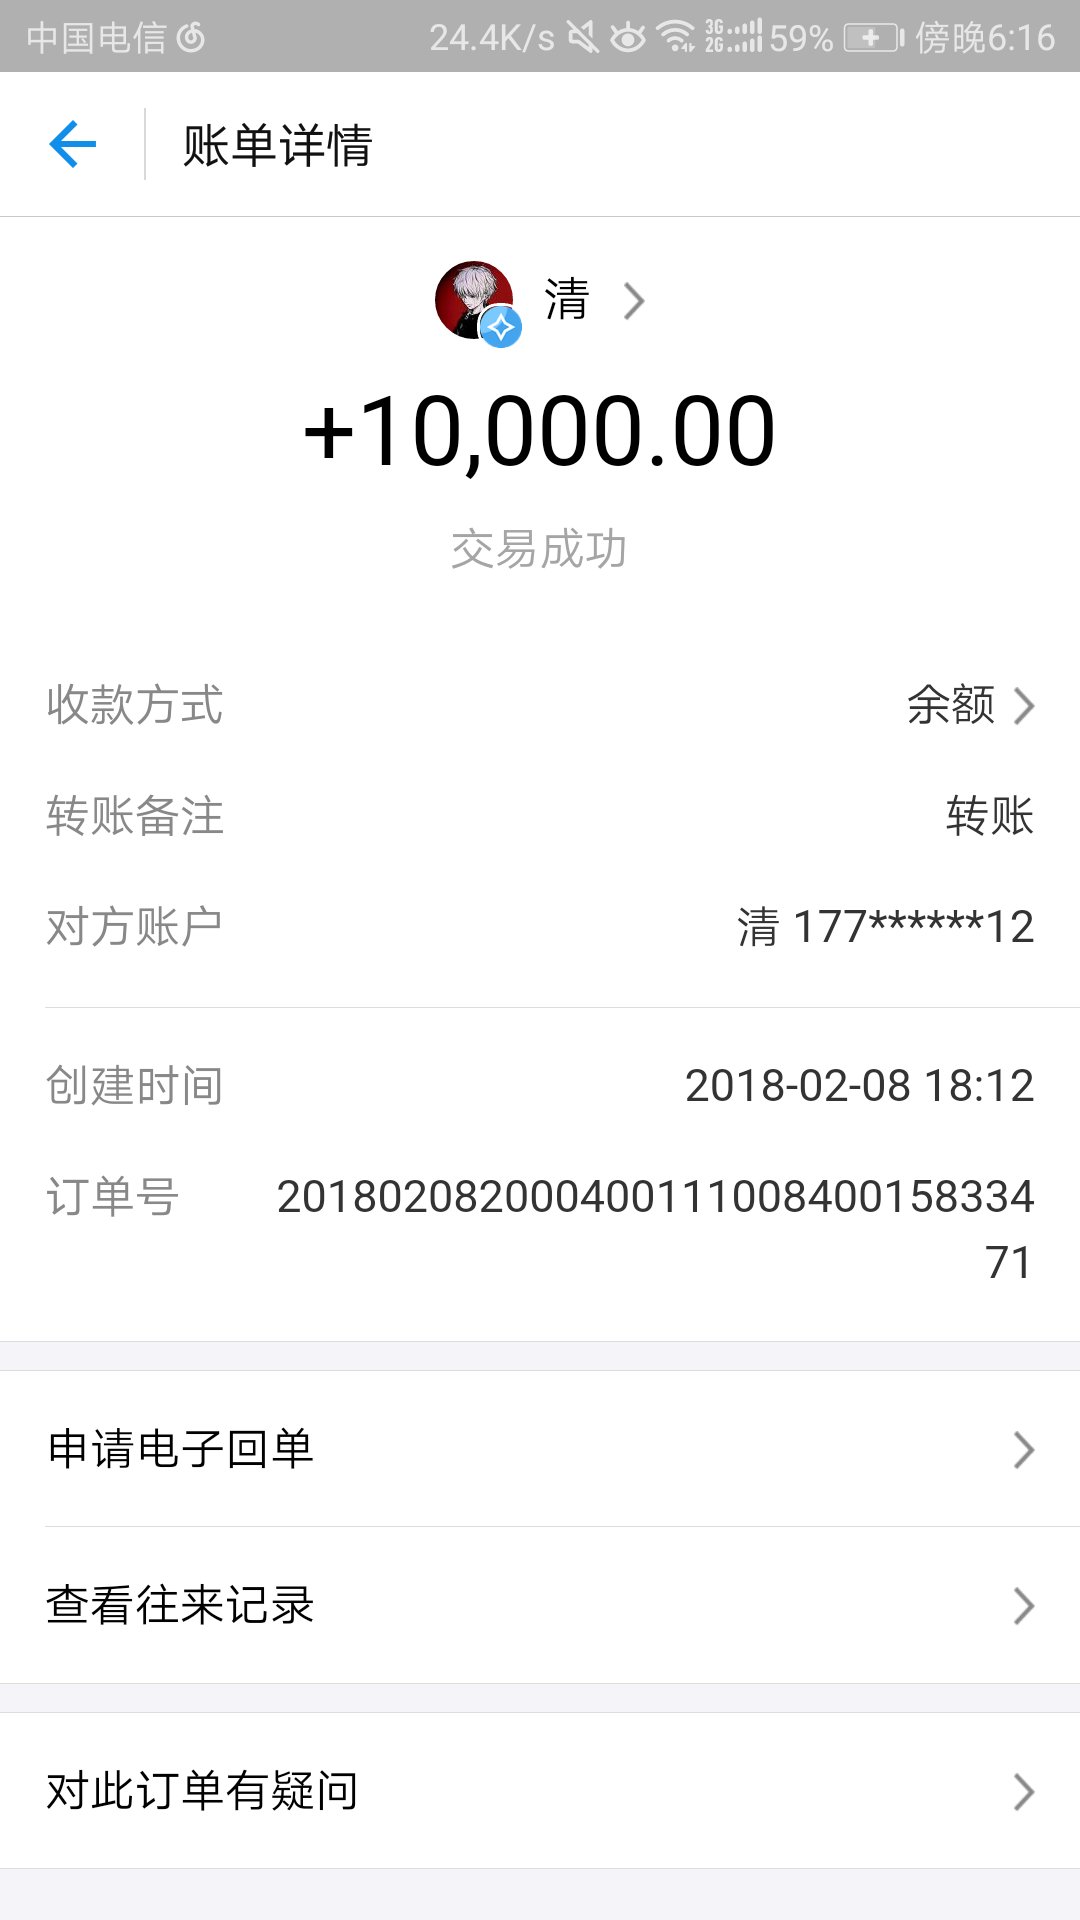 中国电信 24.4K/s 3G 2G 59% 傍晚6:16
账单详情
清
+10,000.00
交易成功
收款方式 余额
转账备注 转账
对方账户 清 177******12
创建时间 2018-02-08 18:12
订单号 201802082000400111008400158334
71
申请电子回单
查看往来记录
对此订单有疑问